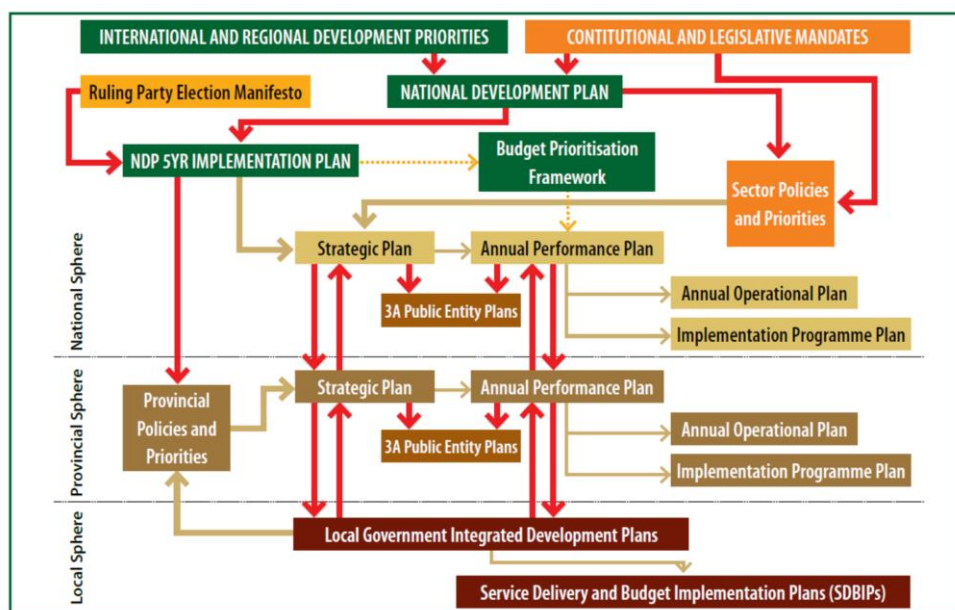 INTERNATIONAL AND REGIONAL DEVELOPMENT PRIORITIES
CONTITUTIONAL AND LEGISLATIVE MANDATES
Ruling Party Election Manifesto
NATIONAL DEVELOPMENT PLAN
NDP 5YR IMPLEMENTATION PLAN
Budget Prioritisation
Framework
Sector Policies
and Priorities
National Sphere
Strategic Plan
Annual Performance Plan
3A Public Entity Plans
Annual Operational Plan
Implementation Programme Plan
Provincial Sphere
Provincial
Policies and
Priorities
Strategic Plan
Annual Performance Plan
3A Public Entity Plans
Annual Operational Plan
Implementation Programme Plan
Local Sphere
Local Government Integrated Development Plans
Service Delivery and Budget Implementation Plans (SDBIPs)